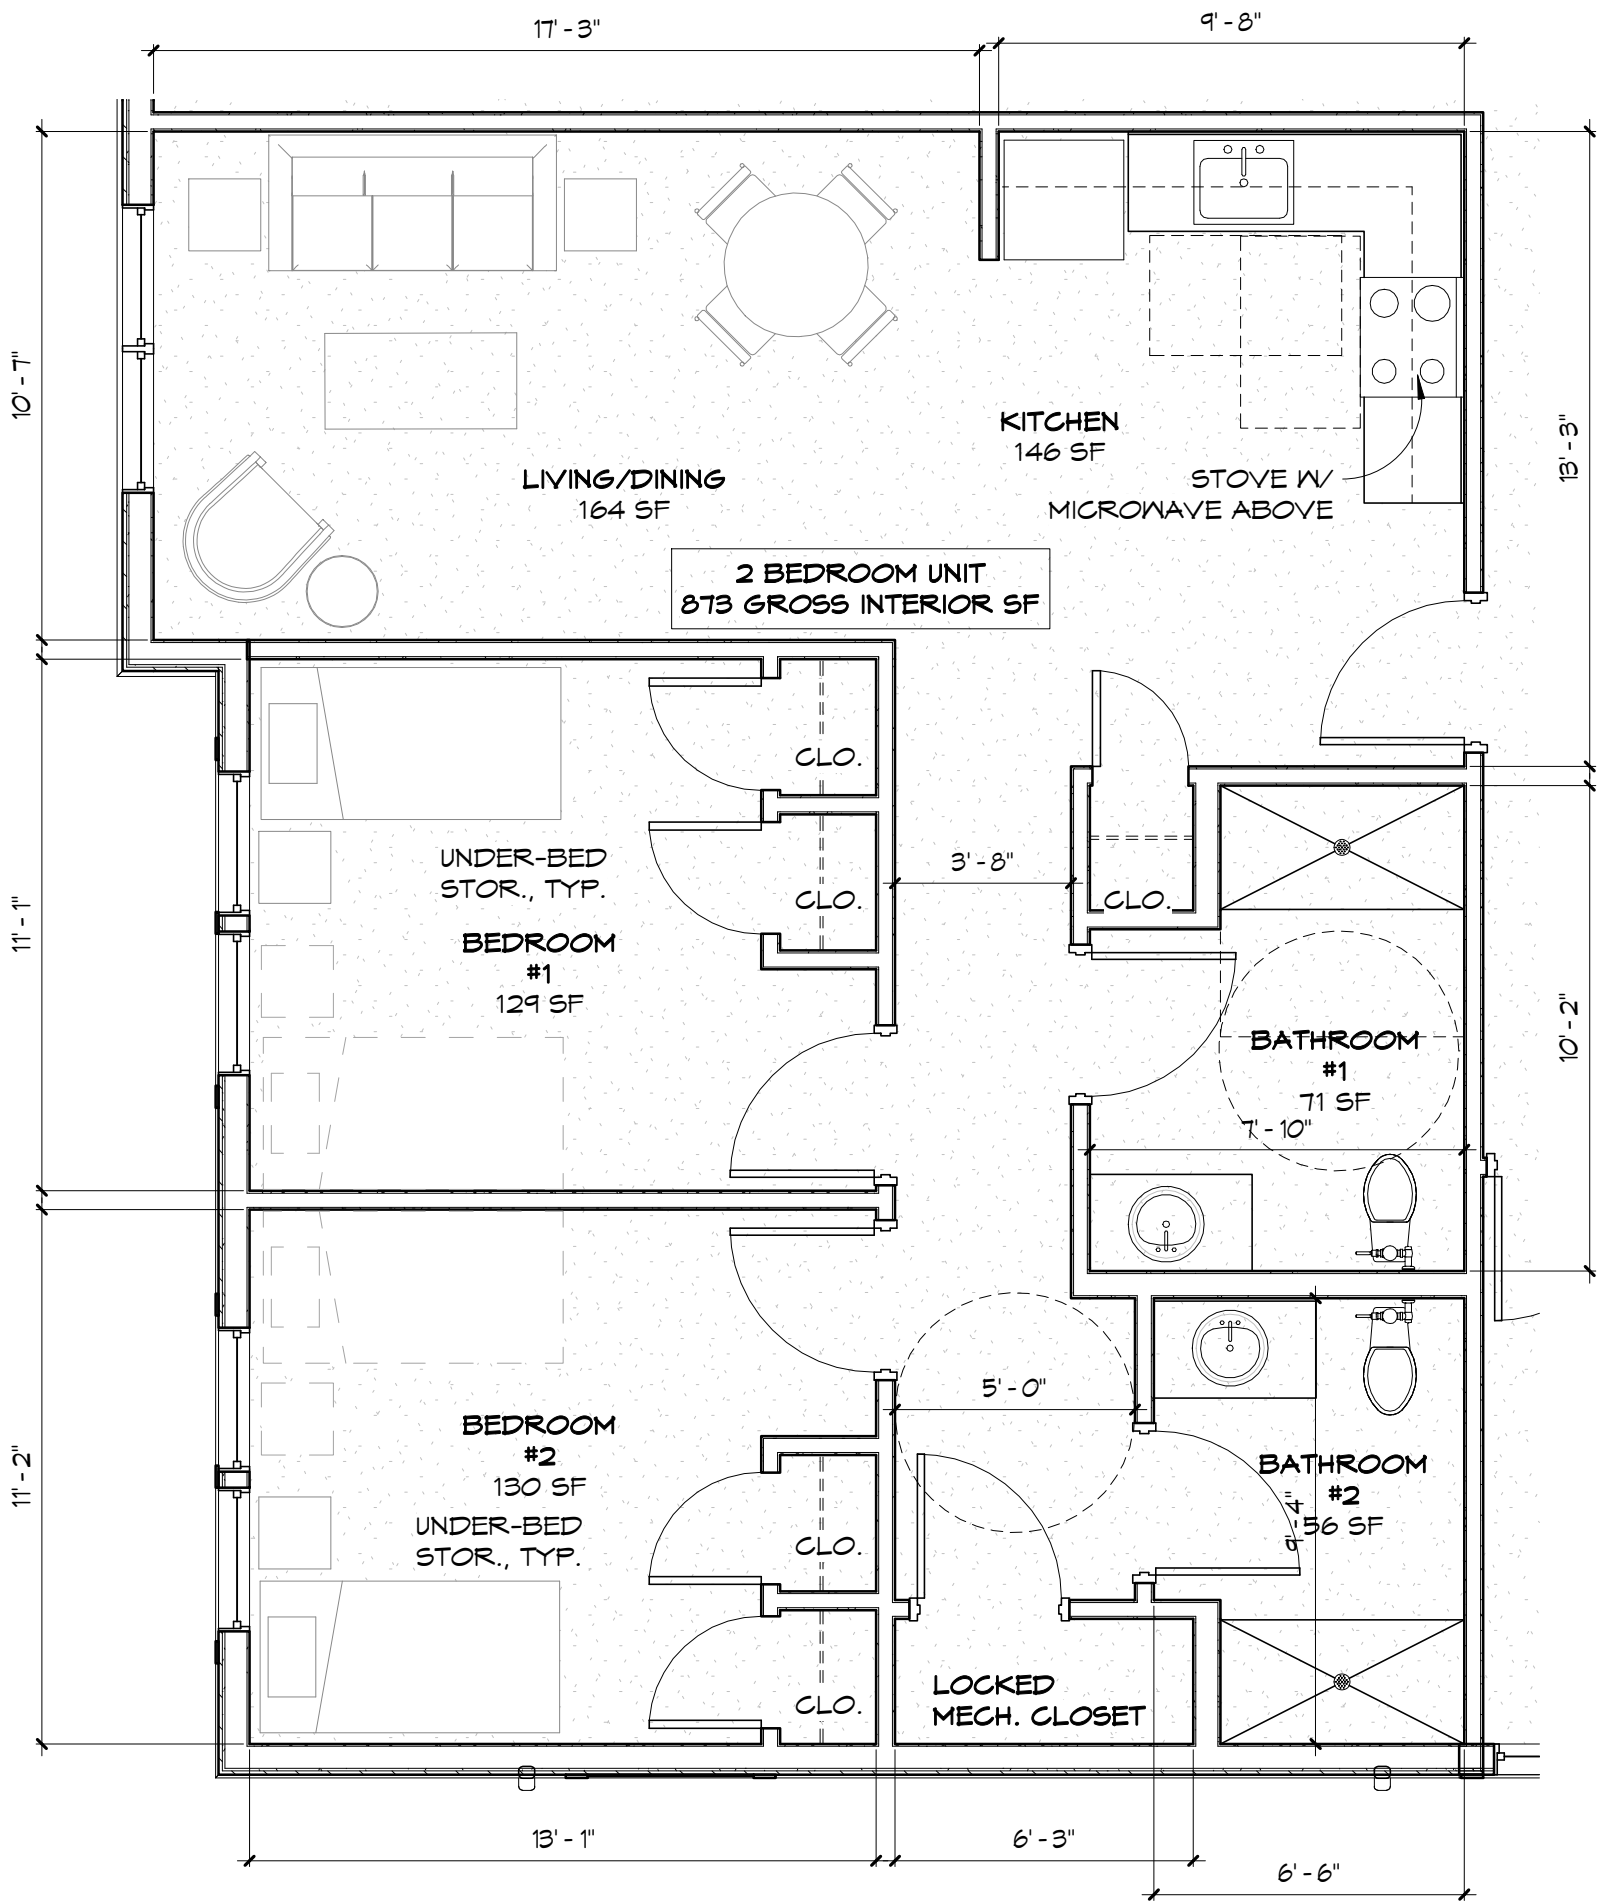 17'-3"
9'-8"
10'-7"
KITCHEN
146 SF
13'-3"
LIVING/DINING
164 SF
STOVE W/
MICROWAVE ABOVE
2 BEDROOM UNIT
873 GROSS INTERIOR SF
CLO.
UNDER-BED
STOR., TYP.
3'-8"
CLO.
CLO.
11'-1"
BEDROOM
#1
129 SF
10'-2"
BATHROOM
#1
71 SF
7'-10"
5'-0"
BEDROOM
#2
130 SF
11'-2"
BATHROOM
#2
56 SF
9'-4"
UNDER-BED
STOR., TYP.
CLO.
CLO.
LOCKED
MECH. CLOSET
13'-1"
6'-3"
6'-6"